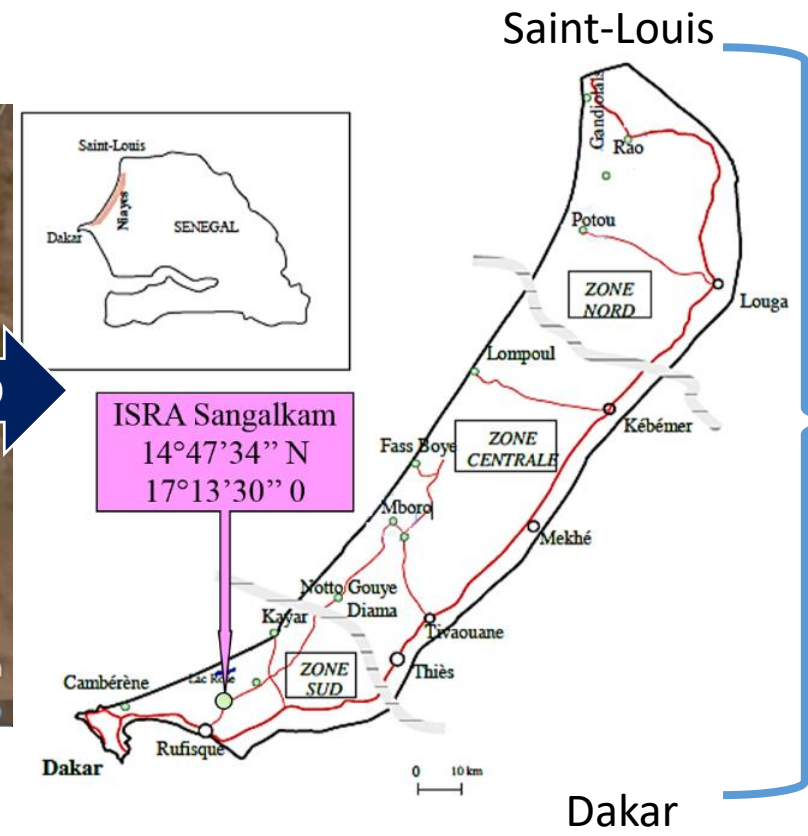 Saint-Louis
Saint-Louis
Niayes
SENEGAL
Dakar
Gandiolais
Rao
Potou
ZONE
NORD
Louga
Lompoul
ISRA Sangalkam
14°47’34’’ N
17°13’30’’ 0
Kébémer
Fass Boye
ZONE
CENTRALE
Mboro
Mekhé
Notto Gouye
Diama
Kayar
Tivaouane
Thiès
ZONE
SUD
Lac Rose
Cambérène
Rufisque
Dakar
0 10 km
Dakar